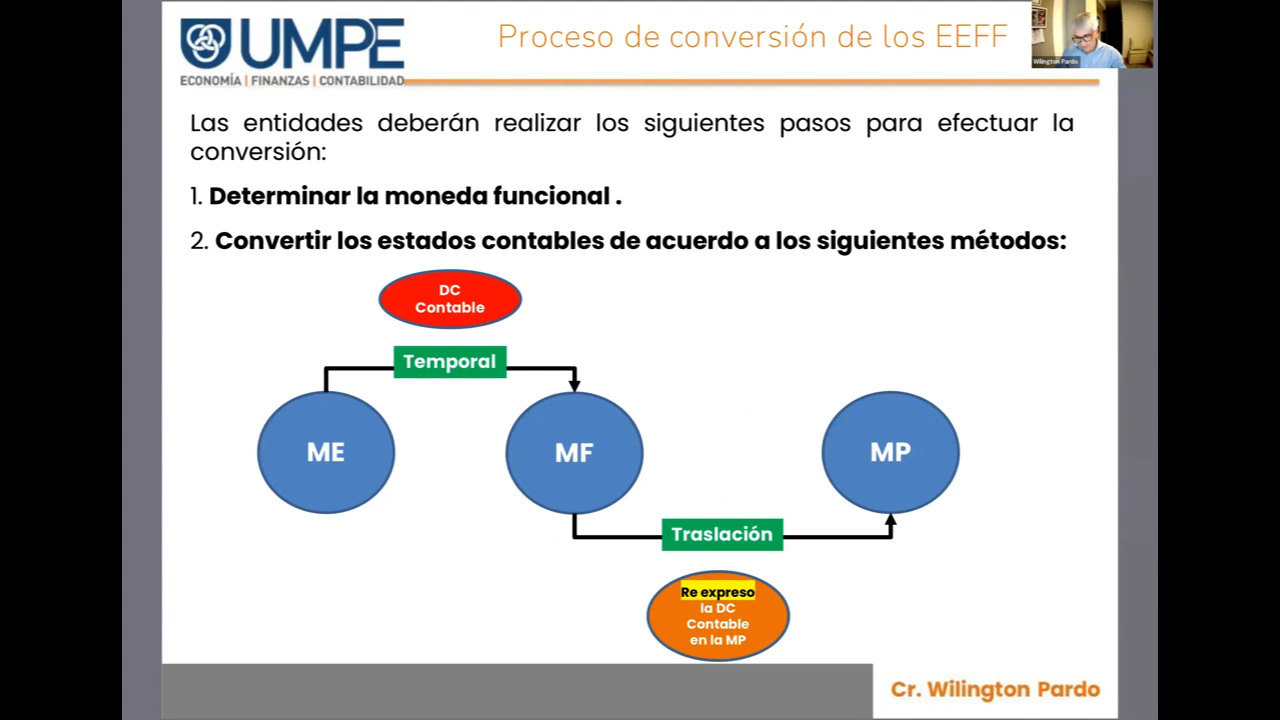 UMPE
ECONOMÍA | FINANZAS | CONTABILIDAD
Proceso de conversión de los EEFF
Wilington Pardo
Las entidades deberán realizar los siguientes pasos para efectuar la
conversión:
1. Determinar la moneda funcional .
2. Convertir los estados contables de acuerdo a los siguientes métodos:
DC
Contable
Temporal
ME
MF
MP
Traslación
Re expreso
la DC
Contable
en la MP
Cr. Wilington Pardo